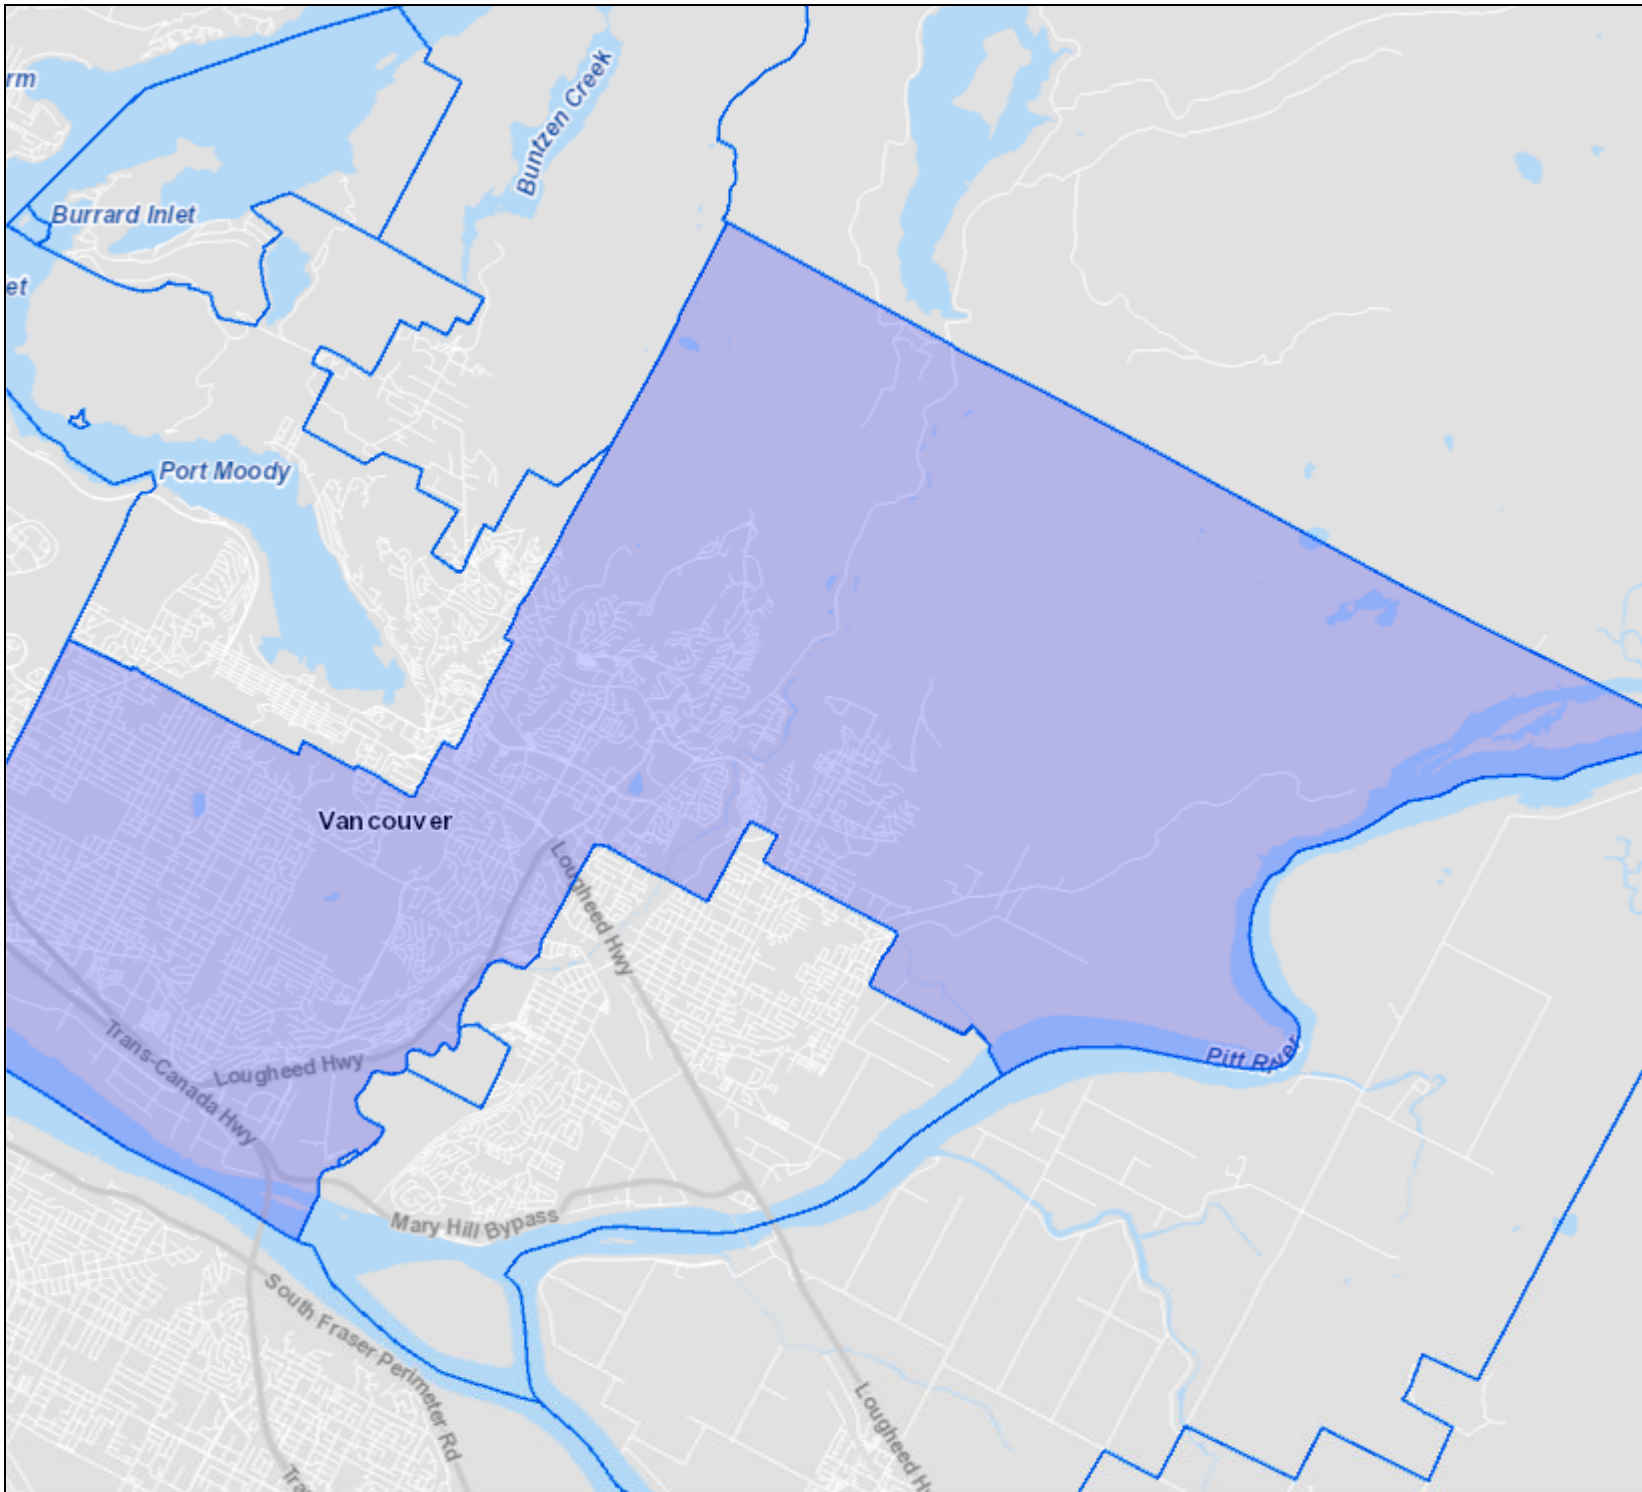 rm
Buntzen Creek
Burrard Inlet
et
Port Moody
Vancouver
Lougheed Hwy
Trans-Canada Hwy
Lougheed Hwy
Pitt River
Mary Hill Bypass
South Fraser Perimeter Rd
Lougheed H
Tra